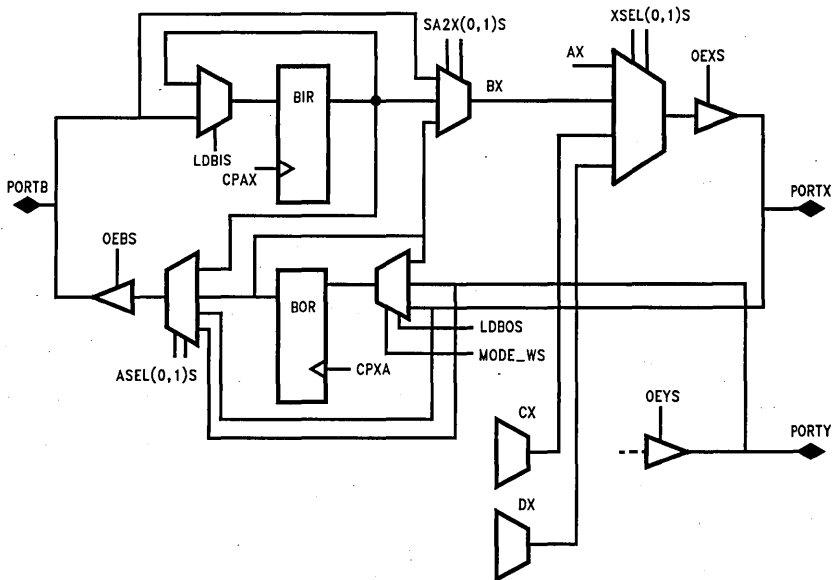 SA2X(0,1)S
XSEL(0,1)S
AX
OEXS
BX
BIR
LDBIS
CPAX
PORTB
PORTX
OEBS
BOR
LDBOS
MODE_WS
CPXA
ASEL(0,1)S
CX
OEYS
PORTY
DX